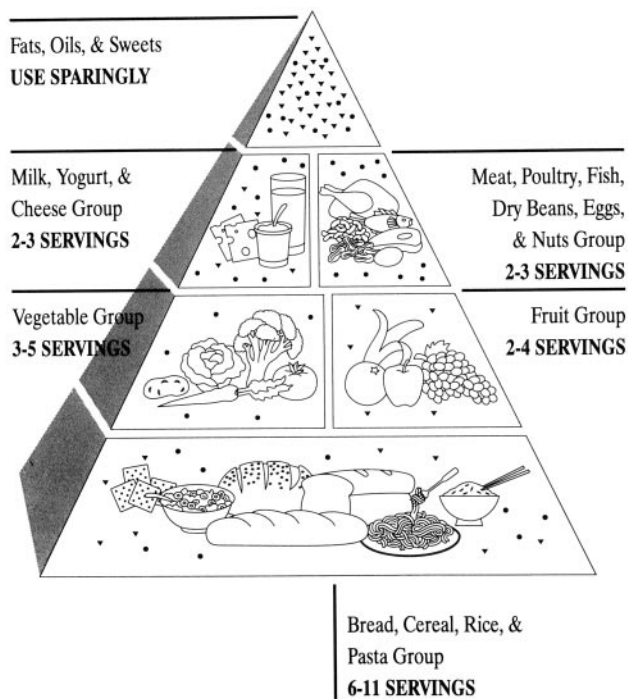 Fats, Oils, & Sweets
USE SPARINGLY
Milk, Yogurt, &
Cheese Group
2-3 SERVINGS
Meat, Poultry, Fish,
Dry Beans, Eggs,
& Nuts Group
2-3 SERVINGS
Vegetable Group
3-5 SERVINGS
Fruit Group
2-4 SERVINGS
Bread, Cereal, Rice, &
Pasta Group
6-11 SERVINGS